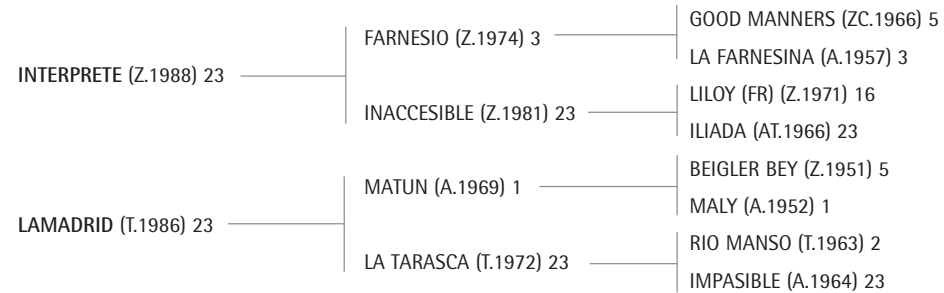 GOOD MANNERS (ZC.1966) 5
FARNESIO (Z.1974) 3
LA FARNESINA (A.1957) 3
INTERPRETE (Z.1988) 23
LILOY (FR) (Z.1971) 16
INACCESIBLE (Z.1981) 23
ILIADA (AT.1966) 23
BEIGLER BEY (Z.1951) 5
MATUN (A.1969) 1
MALY (A.1952) 1
LAMADRID (T.1986) 23
RIO MANSO (T.1963) 2
LA TARASCA (T.1972) 23
IMPASIBLE (A.1964) 23